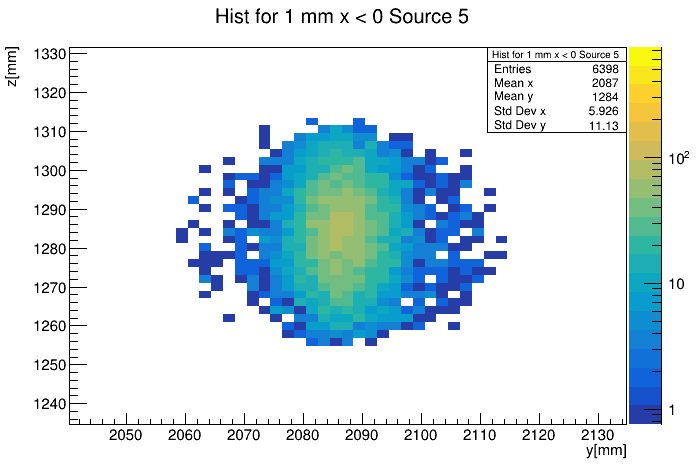 Hist for 1 mm x < 0 Source 5
z[mm]
1330
1320
1310
1300
1290
1280
1270
1260
1250
1240
Hist for 1 mm x < 0 Source 5
Entries 6398
Mean x 2087
Mean y 1284
Std Dev x 5.926
Std Dev y 11.13
10²
10
1
2050 2060 2070 2080 2090 2100 2110 2120 2130
y[mm]